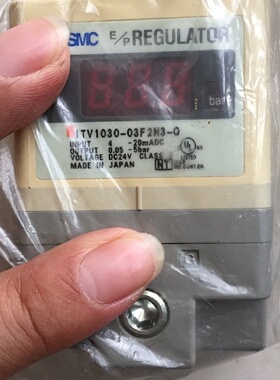 SMC E/P REGULATOR
bar
ITV1030-03F2N3-Q
INPUT 4 -20mADC
OUTPUT 0.05 -5bar
VOLTAGE DC24V CLASS
MADE IN JAPAN